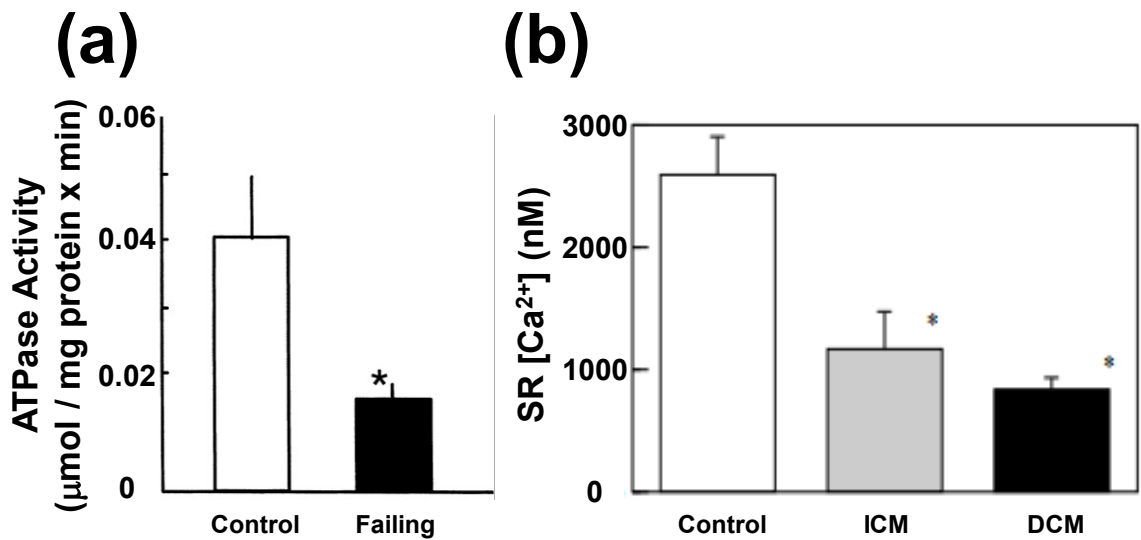 (a)
ATPase Activity
(μmol / mg protein x min)
0.06
0.04
0.02
0
*
Control Failing
(b)
SR [Ca²⁺] (nM)
3000
2000
1000
0
*
*
Control ICM DCM